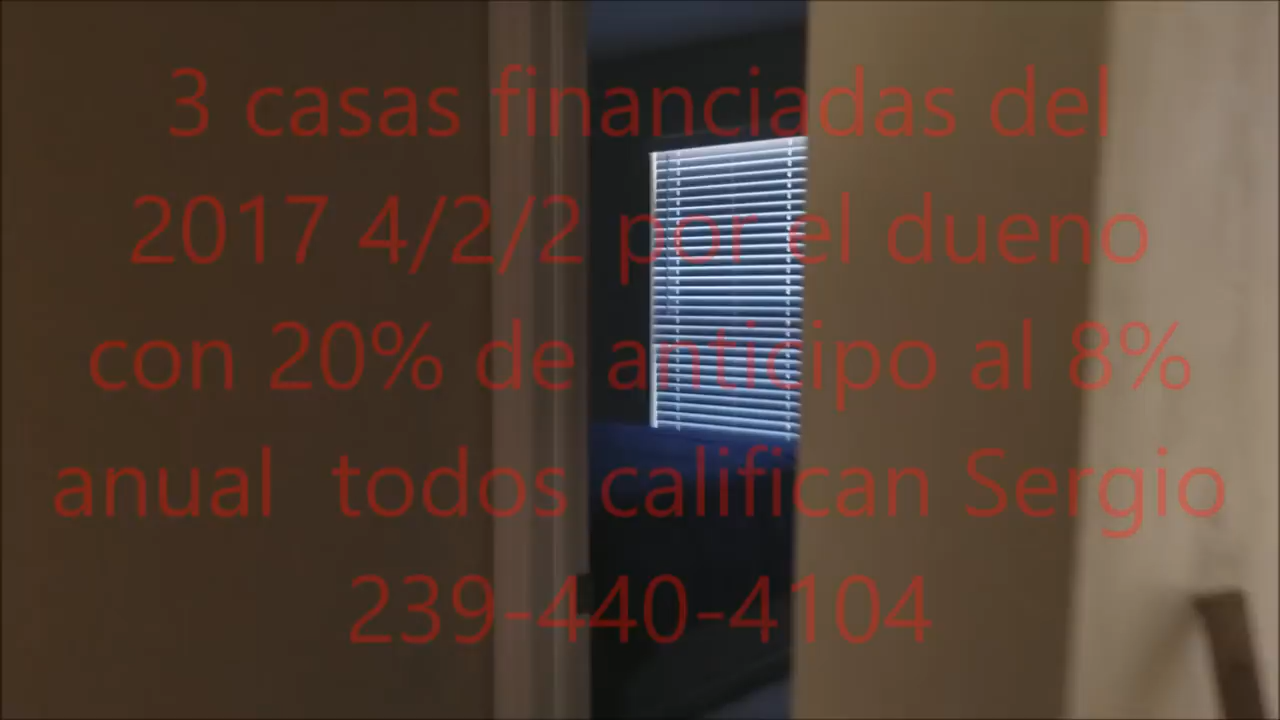 3 casas financiadas del
2017 4/2/2 por el dueno
con 20% de anticipo al 8%
anual  todos califican Sergio
239-440-4104